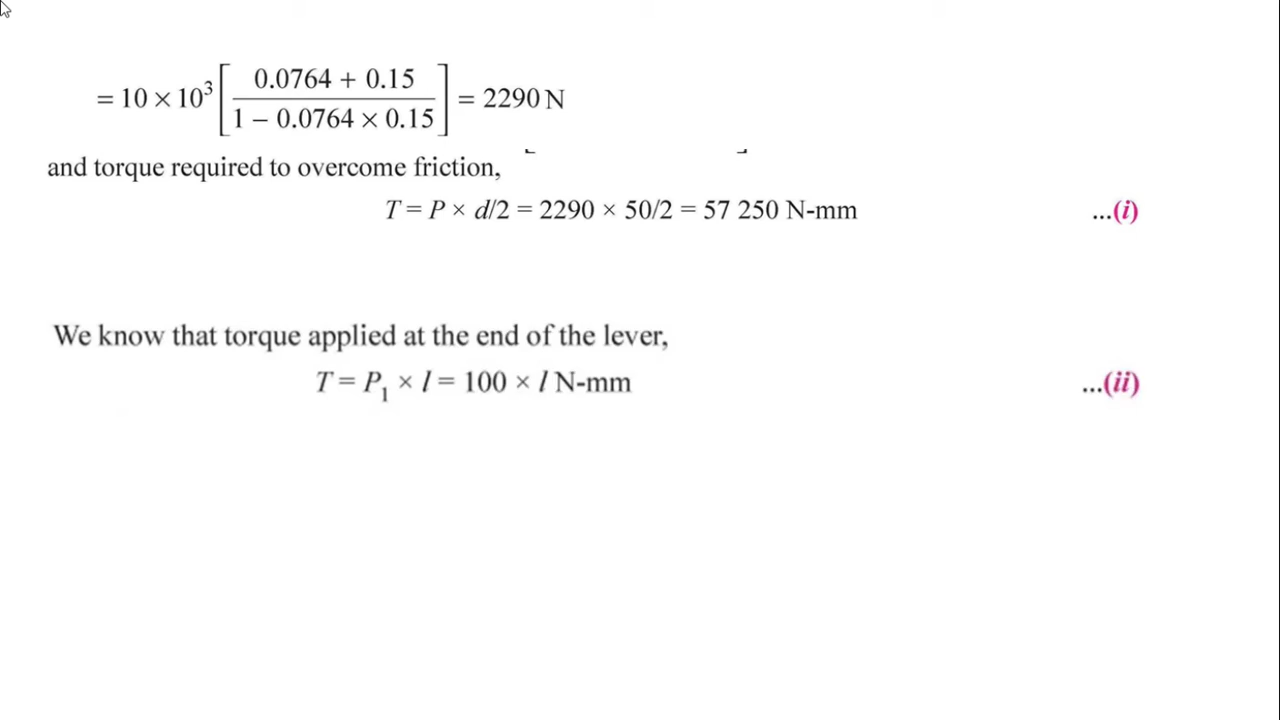 = 10 × 10³ [ (0.0764 + 0.15) / (1 − 0.0764 × 0.15) ] = 2290 N
and torque required to overcome friction,
T = P × d/2 = 2290 × 50/2 = 57 250 N-mm ...(i)
We know that torque applied at the end of the lever,
T = P₁ × l = 100 × l N-mm ...(ii)